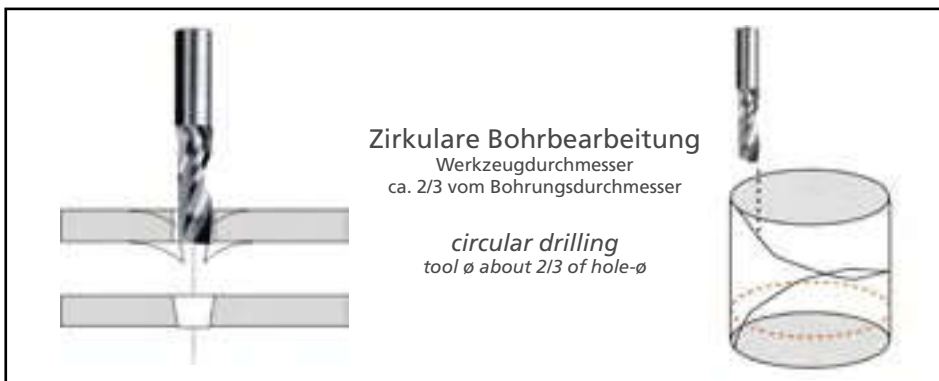 Zirkulare Bohrbearbeitung
Werkzeugdurchmesser
ca. 2/3 vom Bohrungsdurchmesser
circular drilling
tool ø about 2/3 of hole-ø